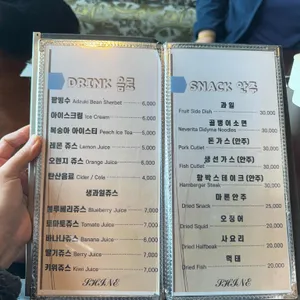 DRINK 음료
팥빙수 Adzuki Bean Sherbet 6,000
아이스크림 Ice Cream 6,000
복숭아 아이스티 Peach Ice Tea 5,000
레몬 쥬스 Lemon Juice 5,000
오렌지 쥬스 Orange Juice 6,000
탄산음료 Cider / Cola 4,000
생과일쥬스
블루베리쥬스 Blueberry Juice 7,000
토마토쥬스 Tomato Juice 7,000
바나나쥬스 Banana Juice 6,000
딸기쥬스 Berry Juice 7,000
키위쥬스 Kiwi Juice 7,000
SHINE
SNACK 안주
과일
Fruit Side Dish 30,000
골뱅이소면
Neverita Didyma Noodles 30,000
돈가스(안주)
Pork Cutlet 30,000
생선가스(안주)
Fish Cutlet 30,000
함박스테이크(안주)
Hamberger Steak 30,000
마른안주
Dried Snack 25,000
오징어
Dried Squid 20,000
사요리
Dried Halfbeak 30,000
먹태
Dried Fish 20,000
SHINE